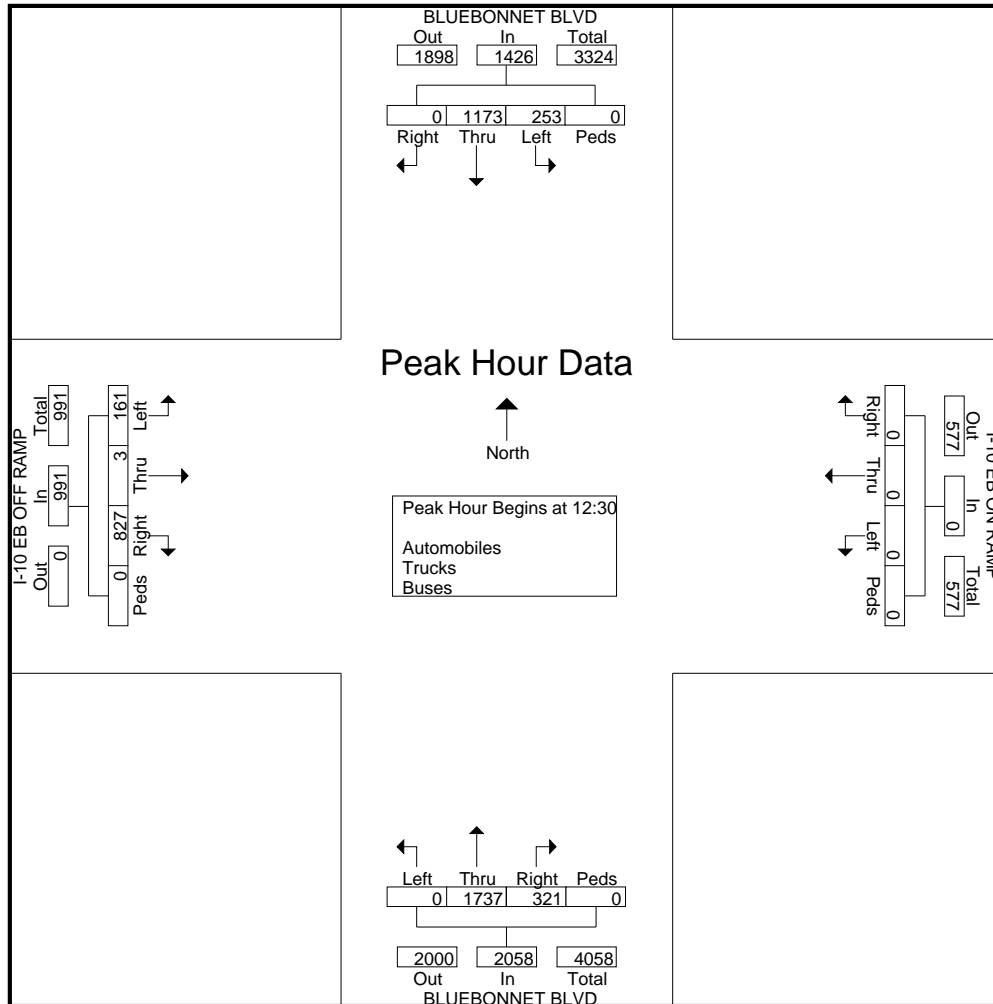 BLUEBONNET BLVD
Out In Total
1898 1426 3324
0 1173 253 0
Right Thru Left Peds
Peak Hour Data
North
Peak Hour Begins at 12:30
Automobiles
Trucks
Buses
I-10 EB OFF RAMP
Total In Out
991 991 0
161 3 827 0
Left Thru Right Peds
I-10 EB ON RAMP
Out In Total
577 0 577
0 0 0 0
Right Thru Left Peds
Left Thru Right Peds
0 1737 321 0
2000 2058 4058
Out In Total
BLUEBONNET BLVD